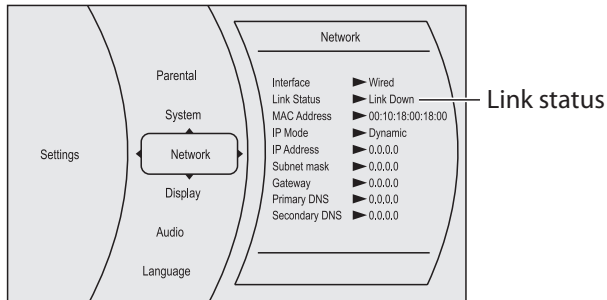 Settings
Parental
System
Network
Display
Audio
Language
Network
Interface ► Wired
Link Status ► Link Down
MAC Address ► 00:10:18:00:18:00
IP Mode ► Dynamic
IP Address ► 0.0.0.0
Subnet mask ► 0.0.0.0
Gateway ► 0.0.0.0
Primary DNS ► 0.0.0.0
Secondary DNS ► 0.0.0.0
Link status